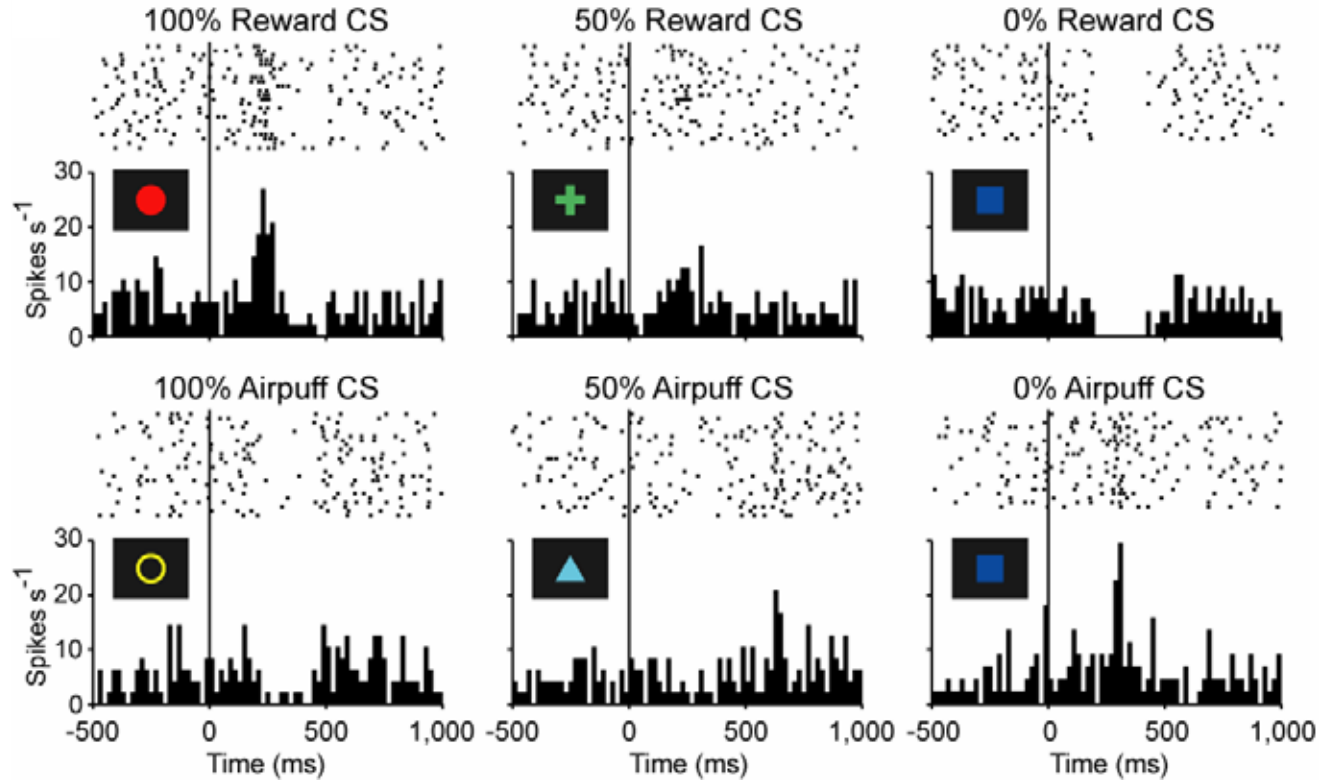 100% Reward CS
50% Reward CS
0% Reward CS
Spikes s⁻¹
30
20
10
0
100% Airpuff CS
50% Airpuff CS
0% Airpuff CS
Spikes s⁻¹
30
20
10
0
-500 0 500 1,000
-500 0 500 1,000
-500 0 500 1,000
Time (ms)
Time (ms)
Time (ms)